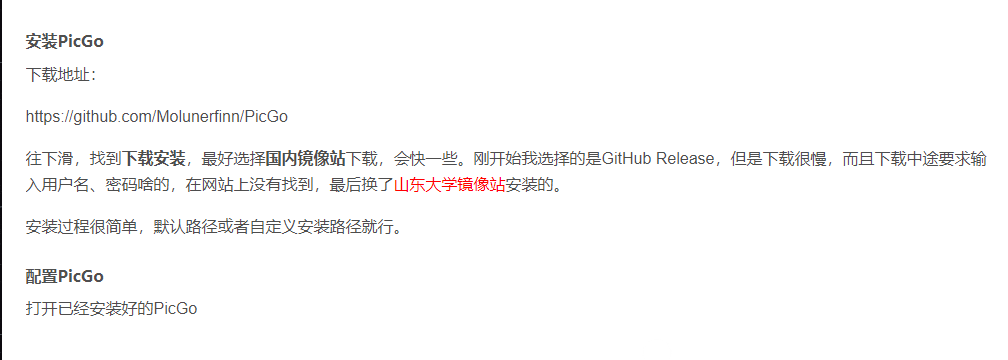 安装PicGo
下载地址：
https://github.com/Molunerfinn/PicGo
往下滑，找到下载安装，最好选择国内镜像站下载，会快一些。刚开始我选择的是GitHub Release，但是下载很慢，而且下载中途要求输
入用户名、密码啥的，在网站上没有找到，最后换了山东大学镜像站安装的。
安装过程很简单，默认路径或者自定义安装路径就行。
配置PicGo
打开已经安装好的PicGo